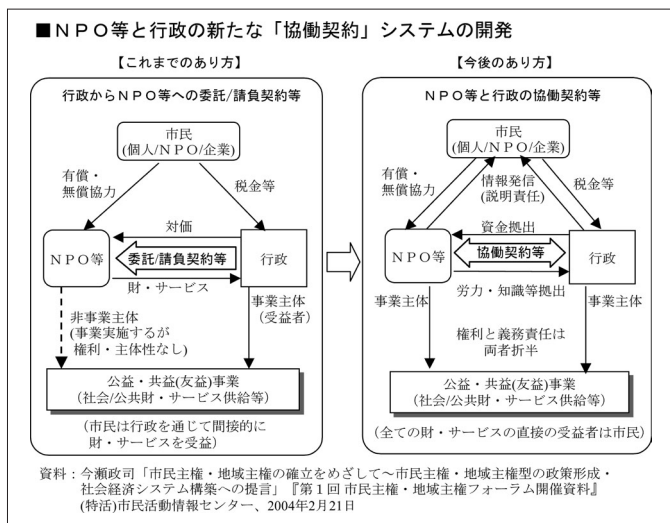 ■NPO等と行政の新たな「協働契約」システムの開発
【これまでのあり方】
行政からNPO等への委託/請負契約等
市民
(個人/NPO/企業)
有償・
無償協力
税金等
対価
NPO等
委託/請負契約等
行政
財・サービス
非事業主体
(事業実施するが
権利・主体性なし)
事業主体
(受益者)
公益・共益(友益)事業
(社会/公共財・サービス供給等)
(市民は行政を通じて間接的に
財・サービスを受益)
【今後のあり方】
NPO等と行政の協働契約等
市民
(個人/NPO/企業)
有償・
無償協力
情報発信
(説明責任)
税金等
資金拠出
NPO等
協働契約等
行政
事業主体
労力・知識等拠出
事業主体
権利と義務責任は
両者折半
公益・共益(友益)事業
(社会/公共財・サービス供給等)
(全ての財・サービスの直接の受益者は市民)
資料：今瀬政司「市民主権・地域主権の確立をめざして～市民主権・地域主権型の政策形成・
社会経済システム構築への提言」『第１回 市民主権・地域主権フォーラム開催資料』
(特活)市民活動情報センター、2004年2月21日